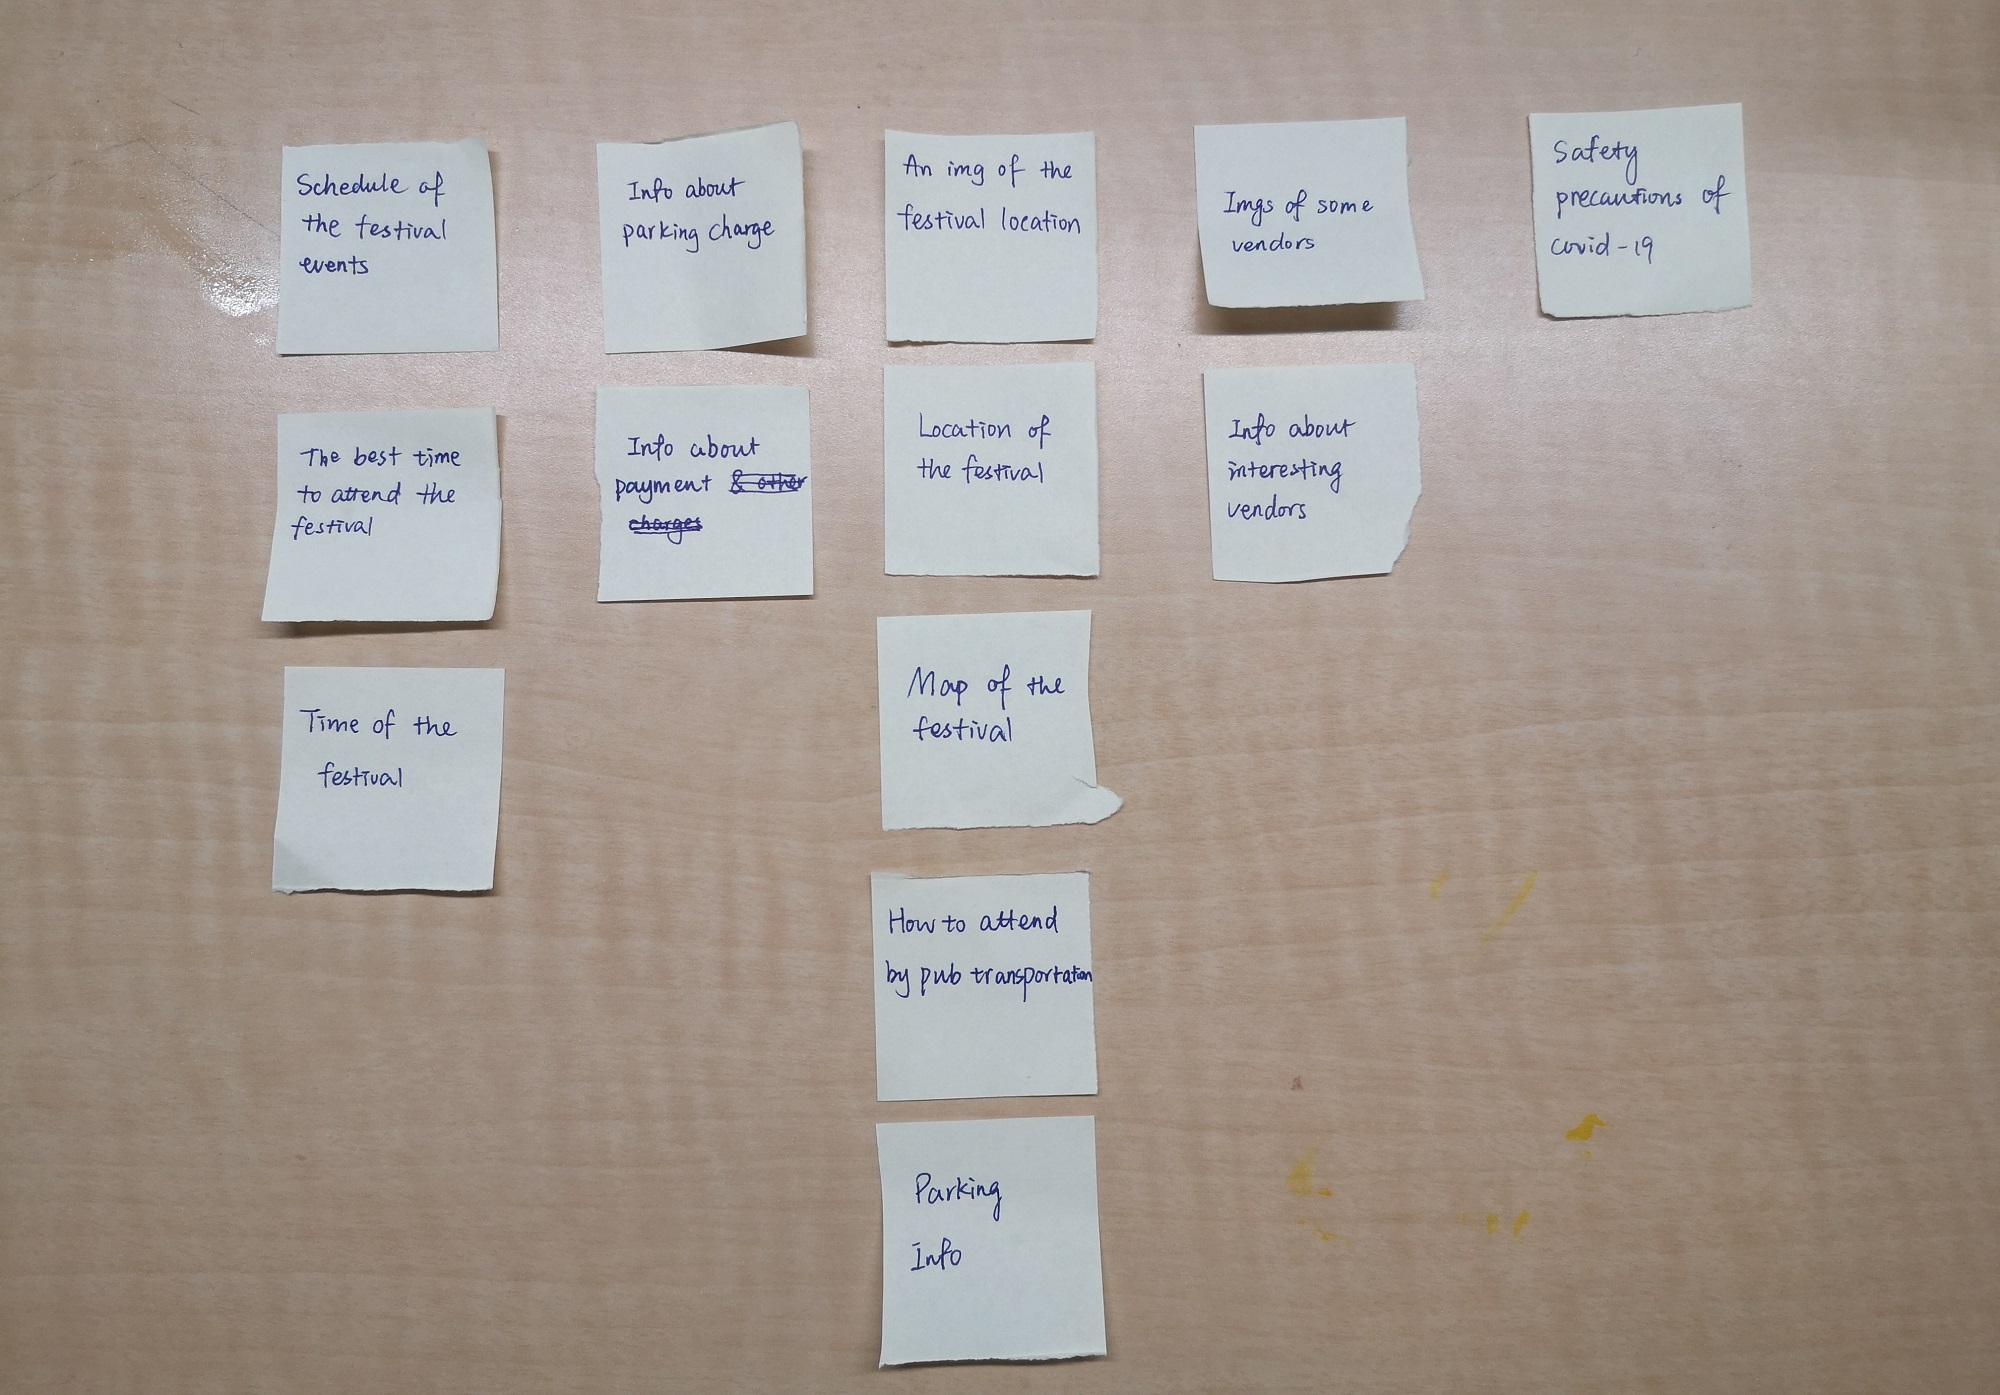 Schedule of
the festival
events
The best time
to attend the
festival
Time of the
festival
Info about
parking charge
Info about
payment & other
charges
An img of the
festival location
Location of
the festival
Map of the
festival
How to attend
by pub transportation
Parking
Info
Imgs of some
vendors
Info about
interesting
vendors
Safety
precautions of
covid-19